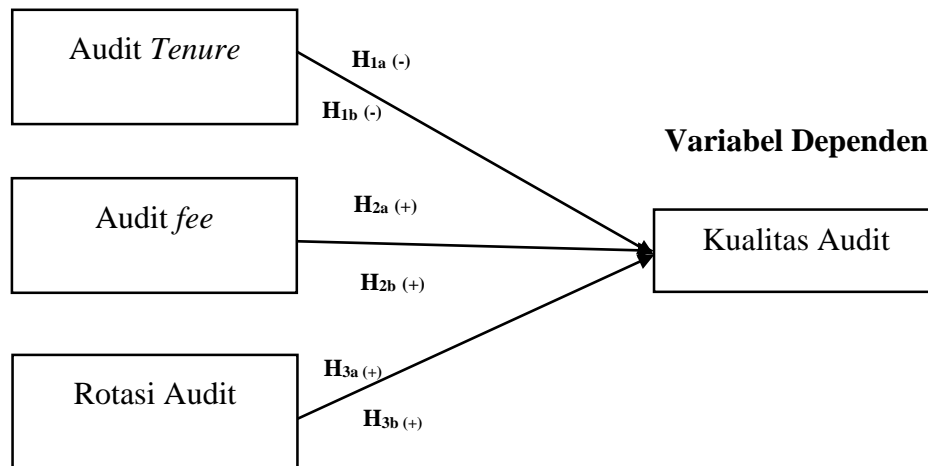 Audit Tenure
H1a (-)
H1b (-)
Variabel Dependen
Audit fee
H2a (+)
Kualitas Audit
H2b (+)
Rotasi Audit
H3a (+)
H3b (+)